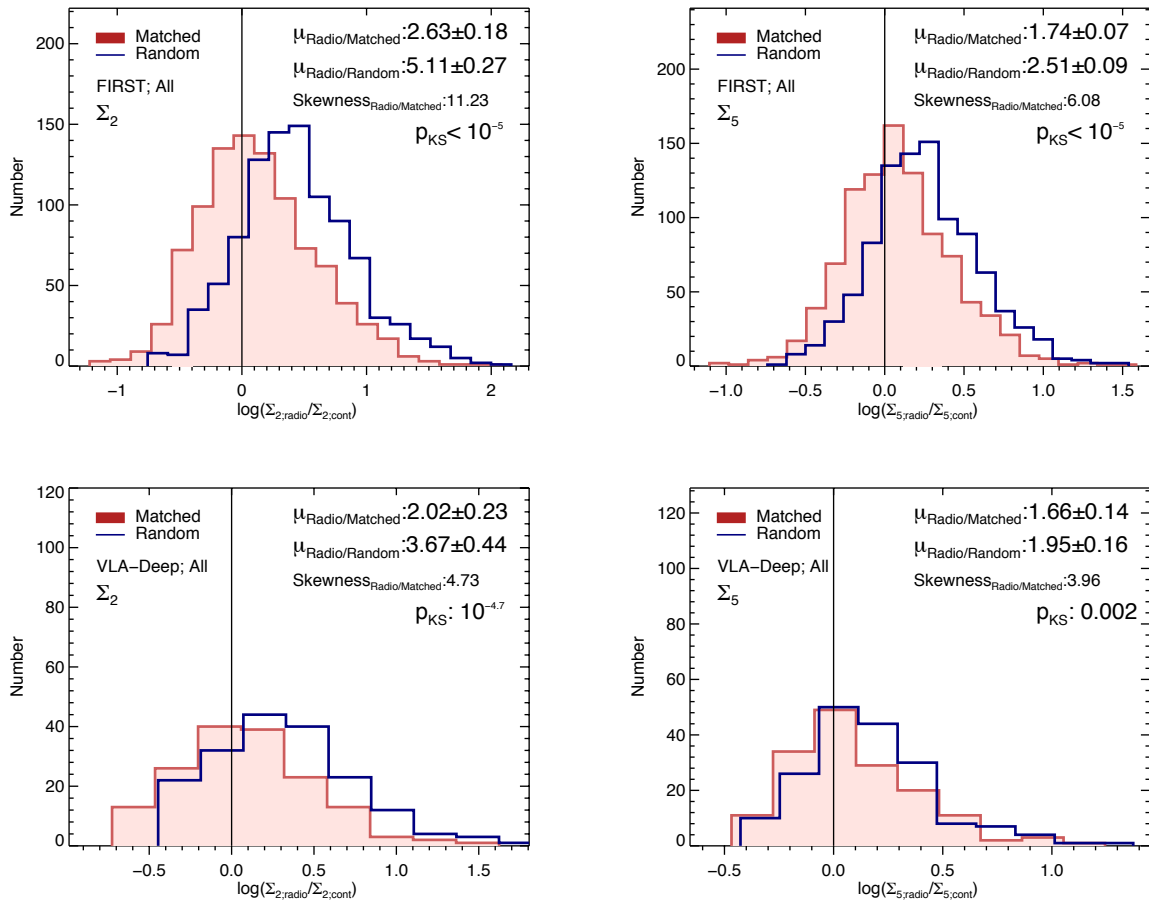 Matched
Random
FIRST; All
Σ2
μRadio/Matched:2.63±0.18
μRadio/Random:5.11±0.27
SkewnessRadio/Matched:11.23
pKS< 10−5
200
150
100
50
0
Number
−1 0 1 2
log(Σ2;radio/Σ2;cont)
Matched
Random
FIRST; All
Σ5
μRadio/Matched:1.74±0.07
μRadio/Random:2.51±0.09
SkewnessRadio/Matched:6.08
pKS< 10−5
200
150
100
50
0
Number
−1.0 −0.5 0.0 0.5 1.0 1.5
log(Σ5;radio/Σ5;cont)
Matched
Random
VLA−Deep; All
Σ2
μRadio/Matched:2.02±0.23
μRadio/Random:3.67±0.44
SkewnessRadio/Matched:4.73
pKS: 10−4.7
120
100
80
60
40
20
0
Number
−0.5 0.0 0.5 1.0 1.5
log(Σ2;radio/Σ2;cont)
Matched
Random
VLA−Deep; All
Σ5
μRadio/Matched:1.66±0.14
μRadio/Random:1.95±0.16
SkewnessRadio/Matched:3.96
pKS: 0.002
120
100
80
60
40
20
0
Number
−0.5 0.0 0.5 1.0
log(Σ5;radio/Σ5;cont)